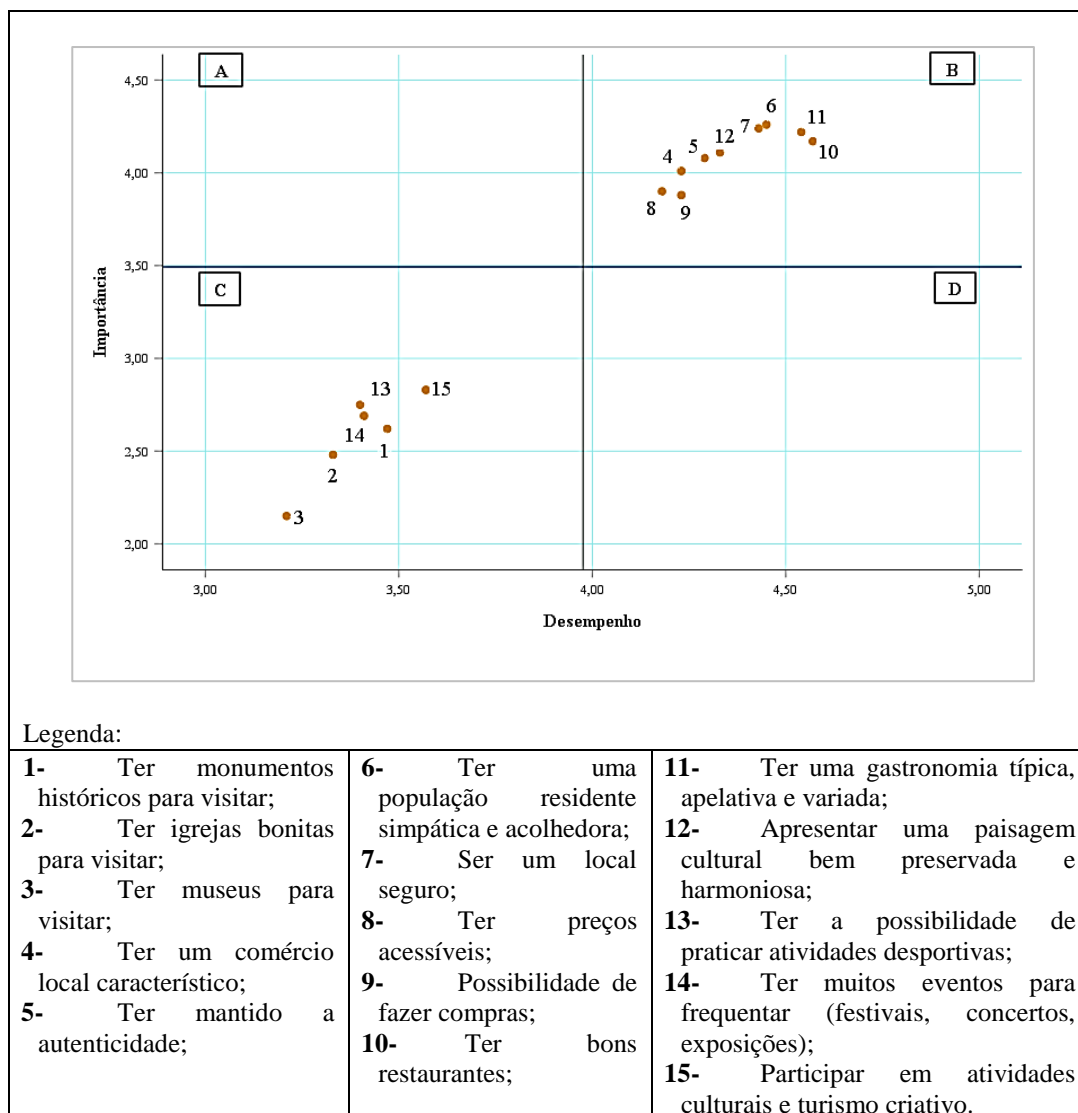 A
B
4,50
6
11
7
12
10
5
4
4,00
8
9
3,50
C
D
Importância
3,00
13
15
14
1
2,50
2
3
2,00
3,00
3,50
4,00
4,50
5,00
Desempenho
Legenda:
1- Ter monumentos
históricos para visitar;
2- Ter igrejas bonitas
para visitar;
3- Ter museus para
visitar;
4- Ter um comércio
local característico;
5- Ter mantido a
autenticidade;
6- Ter uma
população residente
simpática e acolhedora;
7- Ser um local
seguro;
8- Ter preços
acessíveis;
9- Possibilidade de
fazer compras;
10- Ter bons
restaurantes;
11- Ter uma gastronomia típica,
apelativa e variada;
12- Apresentar uma paisagem
cultural bem preservada e
harmoniosa;
13- Ter a possibilidade de
praticar atividades desportivas;
14- Ter muitos eventos para
frequentar (festivais, concertos,
exposições);
15- Participar em atividades
culturais e turismo criativo.